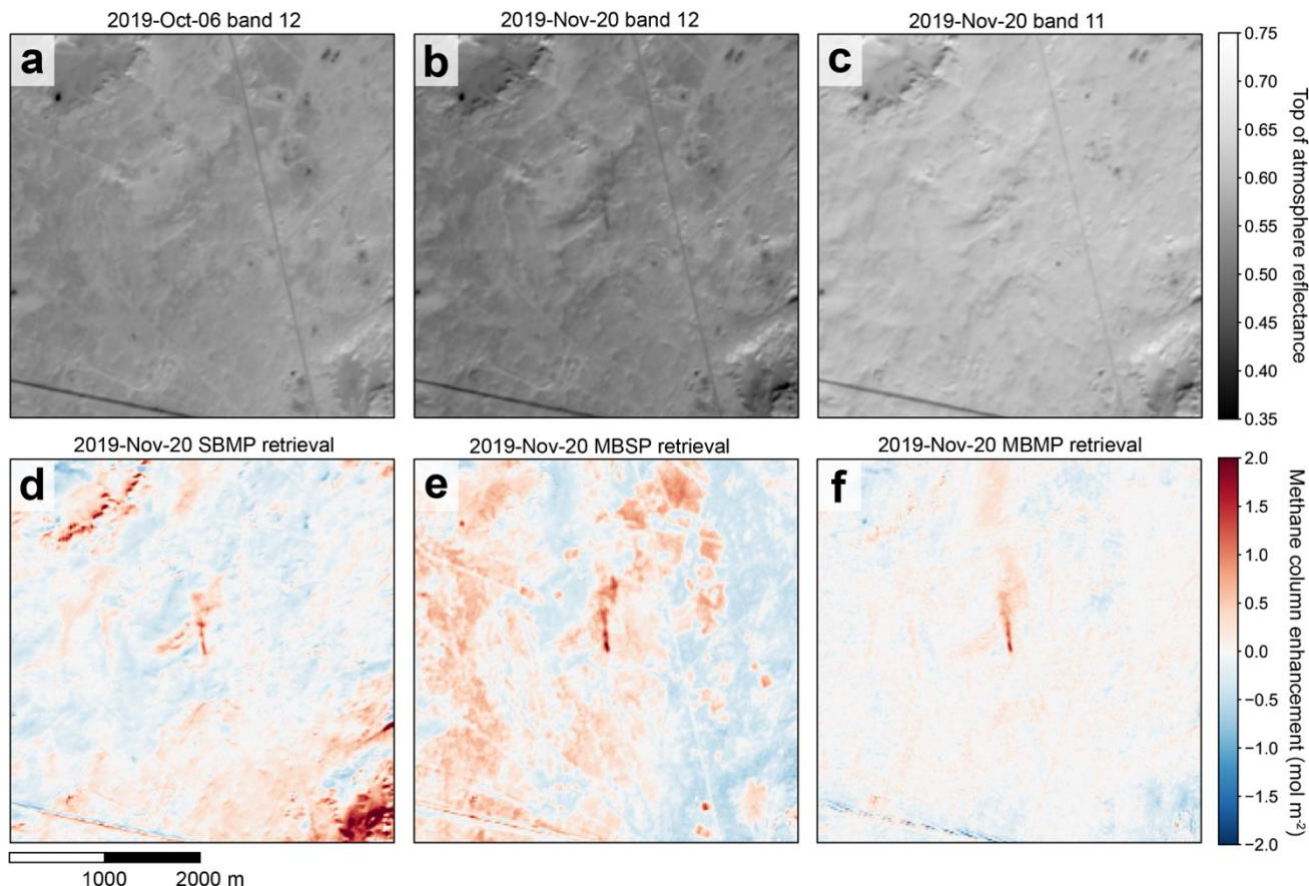 2019-Oct-06 band 12
2019-Nov-20 band 12
2019-Nov-20 band 11
a
b
c
0.75
0.70
0.65
0.60
0.55
0.50
0.45
0.40
0.35
Top of atmosphere reflectance
2019-Nov-20 SBMP retrieval
2019-Nov-20 MBSP retrieval
2019-Nov-20 MBMP retrieval
d
e
f
2.0
1.5
1.0
0.5
0.0
−0.5
−1.0
−1.5
−2.0
Methane column enhancement (mol m⁻²)
1000 2000 m